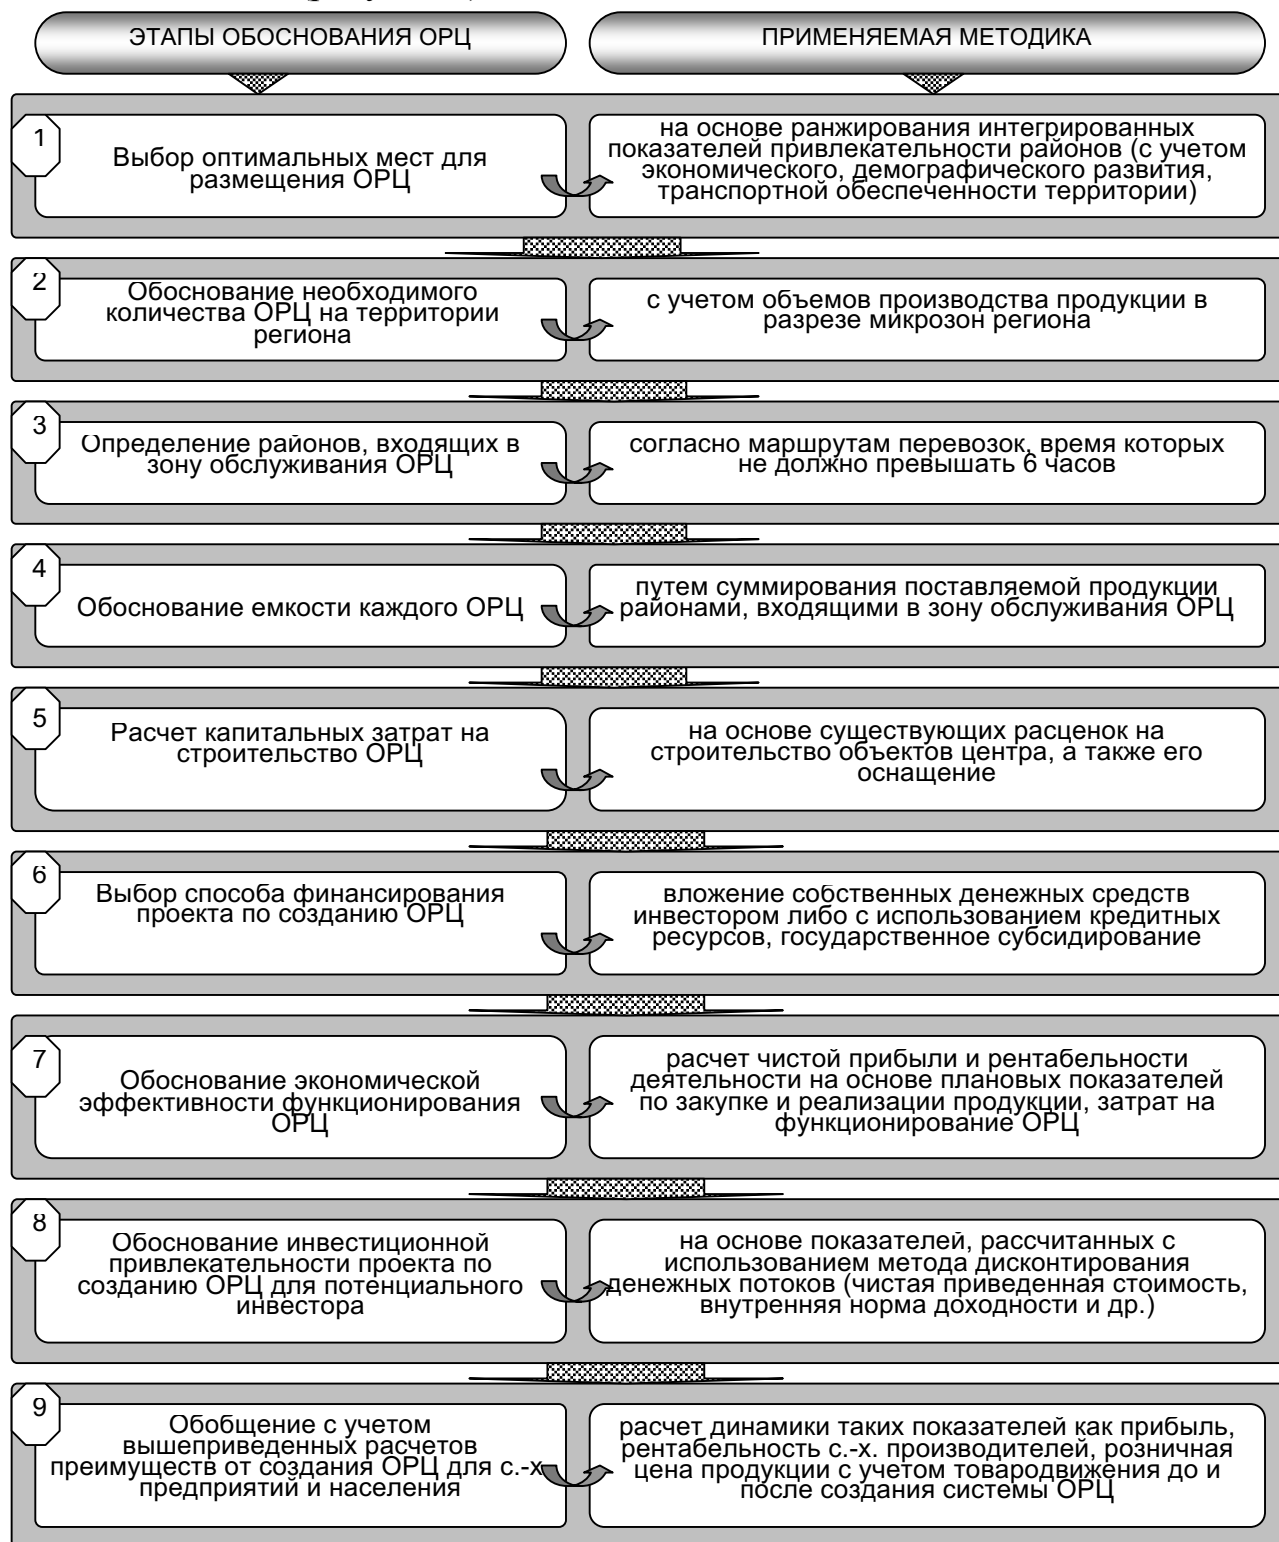 ЭТАПЫ ОБОСНОВАНИЯ ОРЦ
ПРИМЕНЯЕМАЯ МЕТОДИКА
1
Выбор оптимальных мест для
размещения ОРЦ
на основе ранжирования интегрированных
показателей привлекательности районов (с учетом
экономического, демографического развития,
транспортной обеспеченности территории)
2
Обоснование необходимого
количества ОРЦ на территории
региона
с учетом объемов производства продукции в
разрезе микрозон региона
3
Определение районов, входящих в
зону обслуживания ОРЦ
согласно маршрутам перевозок, время которых
не должно превышать 6 часов
4
Обоснование емкости каждого ОРЦ
путем суммирования поставляемой продукции
районами, входящими в зону обслуживания ОРЦ
5
Расчет капитальных затрат на
строительство ОРЦ
на основе существующих расценок на
строительство объектов центра, а также его
оснащение
6
Выбор способа финансирования
проекта по созданию ОРЦ
вложение собственных денежных средств
инвестором либо с использованием кредитных
ресурсов, государственное субсидирование
7
Обоснование экономической
эффективности функционирования
ОРЦ
расчет чистой прибыли и рентабельности
деятельности на основе плановых показателей
по закупке и реализации продукции, затрат на
функционирование ОРЦ
8
Обоснование инвестиционной
привлекательности проекта по
созданию ОРЦ для потенциального
инвестора
на основе показателей, рассчитанных с
использованием метода дисконтирования
денежных потоков (чистая приведенная стоимость,
внутренняя норма доходности и др.)
9
Обобщение с учетом
вышеприведенных расчетов
преимуществ от создания ОРЦ для с.-х
предприятий и населения
расчет динамики таких показателей как прибыль,
рентабельность с.-х. производителей, розничная
цена продукции с учетом товародвижения до и
после создания системы ОРЦ